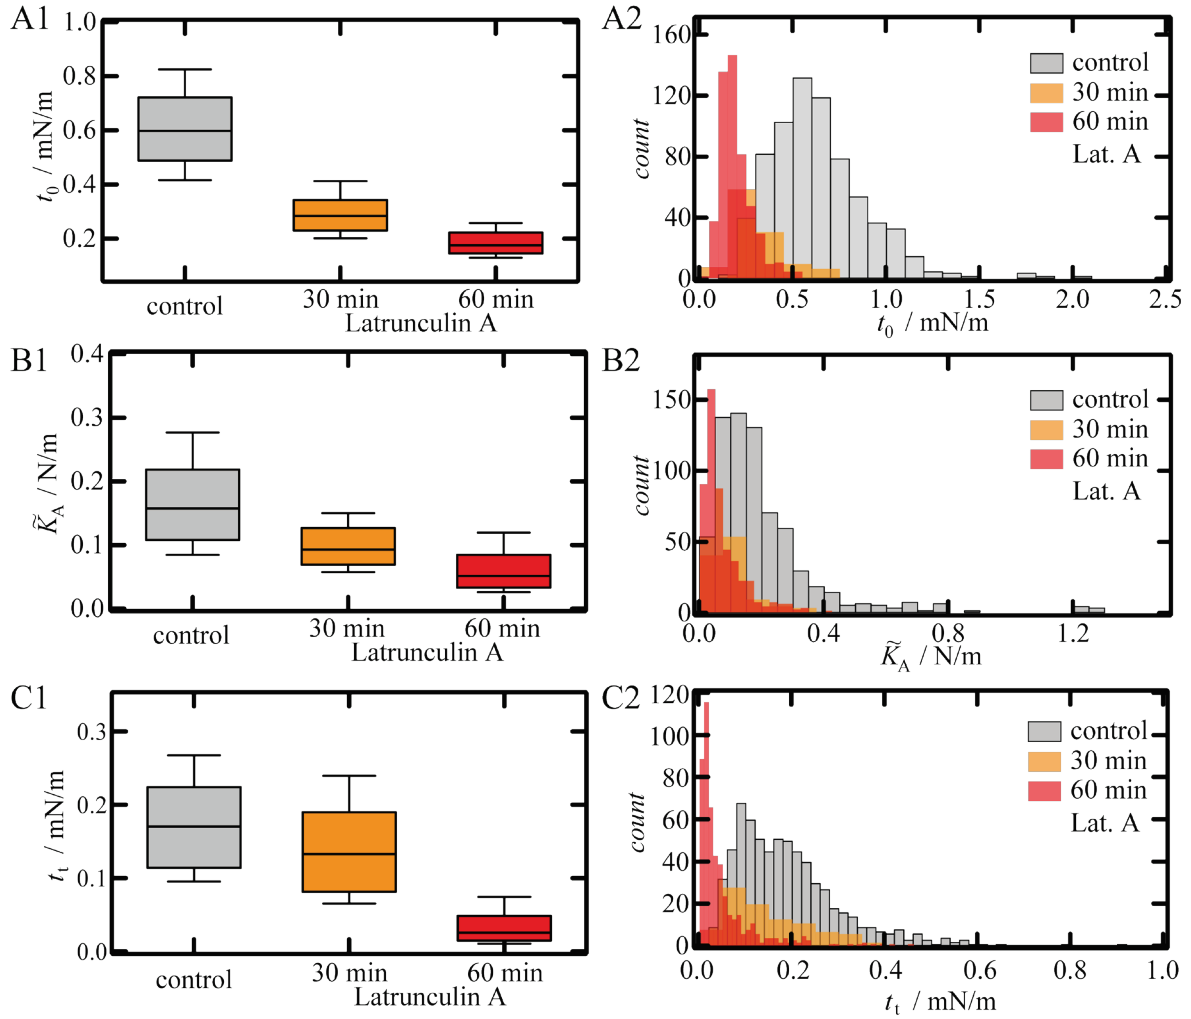 A1
1.0
0.8
0.6
0.4
0.2
t₀ / mN/m
control
30 min
60 min
Latrunculin A
A2
160
120
80
40
0
count
control
30 min
60 min
Lat. A
0.0
0.5
1.0
1.5
2.0
2.5
t₀ / mN/m
B1
0.4
0.3
0.2
0.1
0.0
K̃_A / N/m
control
30 min
60 min
Latrunculin A
B2
150
100
50
0
count
control
30 min
60 min
Lat. A
0.0
0.4
0.8
1.2
K̃_A / N/m
C1
0.3
0.2
0.1
0.0
tₜ / mN/m
control
30 min
60 min
Latrunculin A
C2
120
100
80
60
40
20
0
count
control
30 min
60 min
Lat. A
0.0
0.2
0.4
0.6
0.8
1.0
tₜ / mN/m